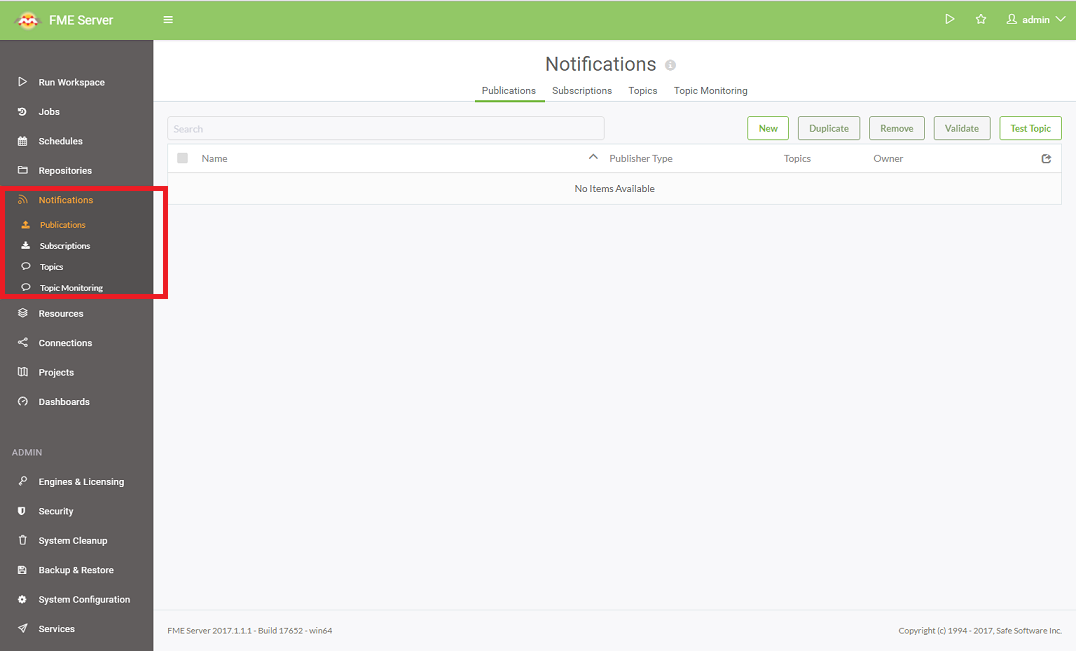 FME Server
admin
Run Workspace
Jobs
Schedules
Repositories
Notifications
Publications
Subscriptions
Topics
Topic Monitoring
Resources
Connections
Projects
Dashboards
ADMIN
Engines & Licensing
Security
System Cleanup
Backup & Restore
System Configuration
Services
Notifications
Publications Subscriptions Topics Topic Monitoring
Search New Duplicate Remove Validate Test Topic
Name Publisher Type Topics Owner
No Items Available
FME Server 2017.1.1.1 - Build 17652 - win64 Copyright (c) 1994 - 2017, Safe Software Inc.